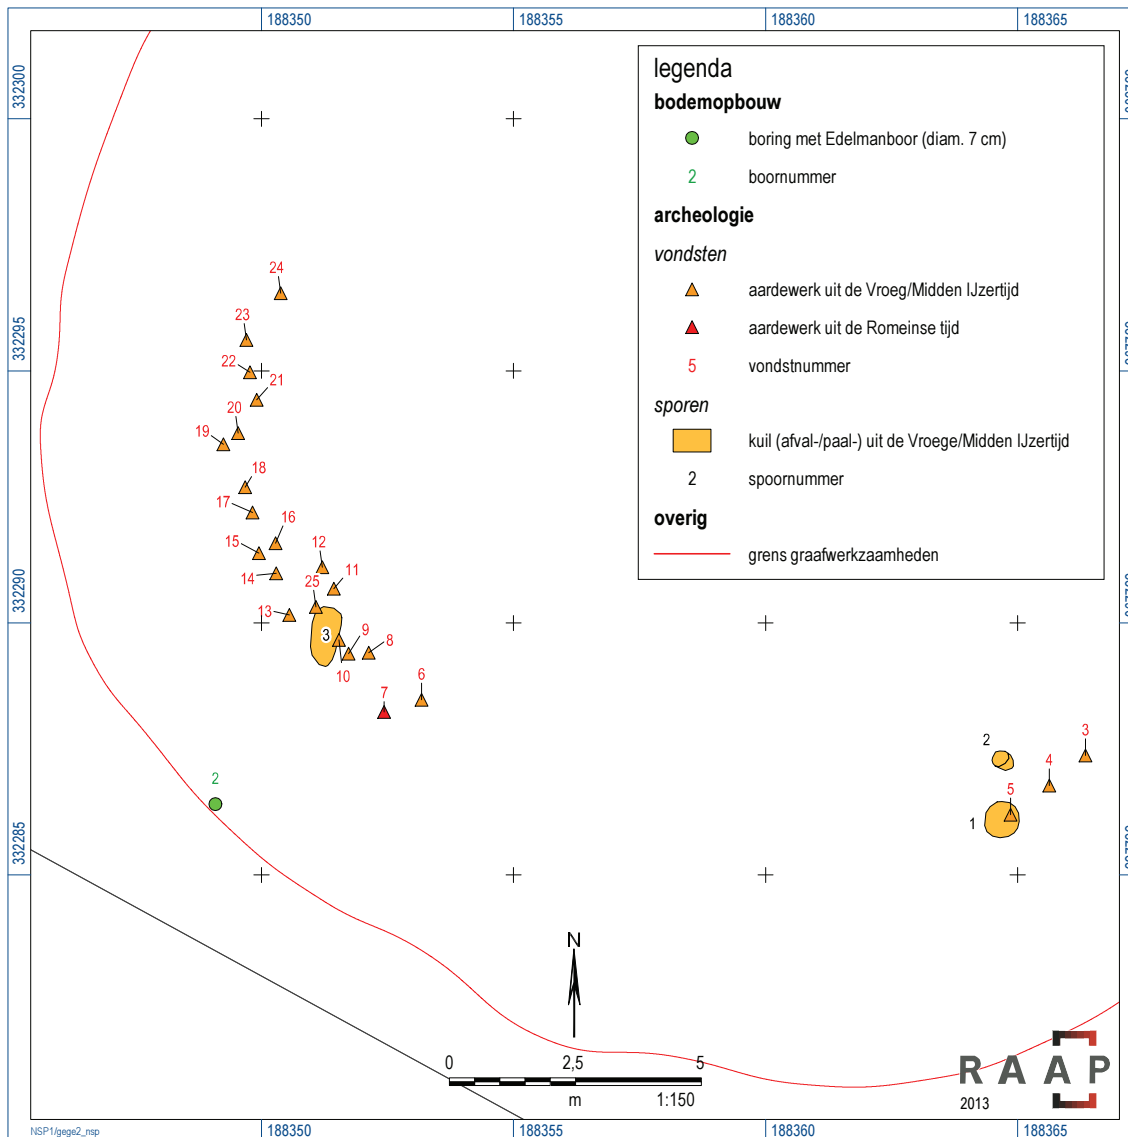 188350 188355 188360 188365
332300
332295
332290
332285
legenda
bodemopbouw
boring met Edelmanboor (diam. 7 cm)
2 boornummer
archeologie
vondsten
aardewerk uit de Vroeg/Midden IJzertijd
aardewerk uit de Romeinse tijd
5 vondstnummer
sporen
kuil (afval-/paal-) uit de Vroege/Midden IJzertijd
2 spoornummer
overig
grens graafwerkzaamheden
24
23
22
21
20
19
18
17
16
15
12
14
11
25
13
3
9
8
10
6
7
2
3
2
4
5
1
N
0 2,5 5
m 1:150
RAAP
2013
NSP1/gege2_nsp
188350 188355 188360 188365